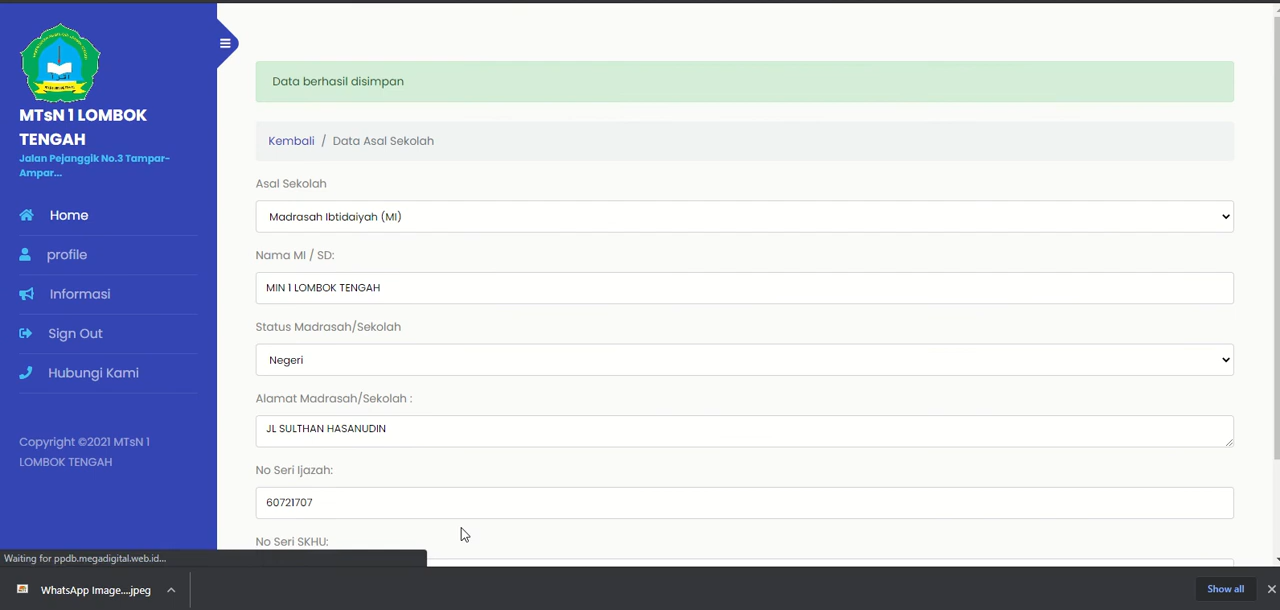 MTsN 1 LOMBOK
TENGAH
Jalan Pejanggik No.3 Tampar-
Ampar...
Home
profile
Informasi
Sign Out
Hubungi Kami
Copyright ©2021 MTsN 1
LOMBOK TENGAH
Data berhasil disimpan
Kembali / Data Asal Sekolah
Asal Sekolah
Madrasah Ibtidaiyah (MI)
Nama MI / SD:
MIN 1 LOMBOK TENGAH
Status Madrasah/Sekolah
Negeri
Alamat Madrasah/Sekolah :
JL SULTHAN HASANUDIN
No Seri Ijazah:
60721707
No Seri SKHU:
Waiting for ppdb.megadigital.web.id...
WhatsApp Image....jpeg
Show all